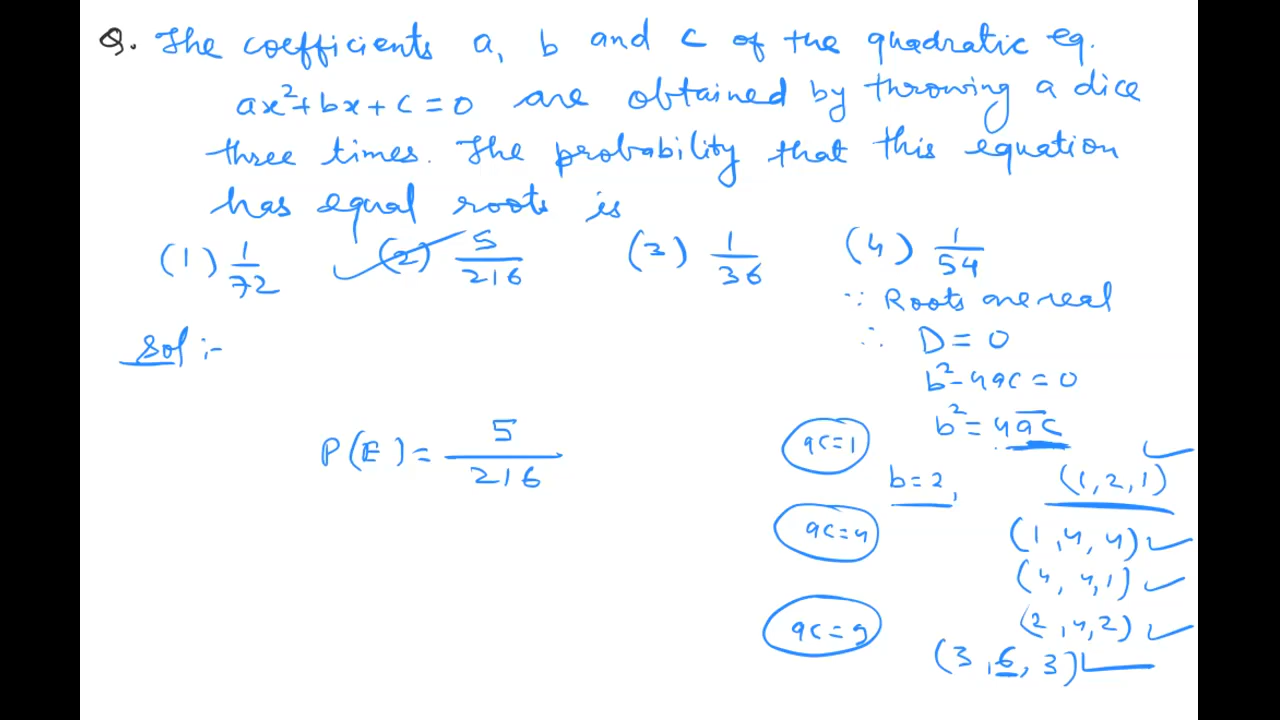 Q. The coefficients a, b and c of the quadratic eq.
ax²+bx+c=0 are obtained by throwing a dice
three times. The probability that this equation
has equal roots is
(1) 1/72 (2) 5/216 (3) 1/36 (4) 1/54
∵ Roots are real
Sol :-
∴ D = 0
b²-4ac = 0
b² = 4ac
P(E) = 5/216
ac=1
b=2, (1,2,1)
ac=4
(1,4,4)
(4,4,1)
(2,4,2)
ac=9
(3,6,3)